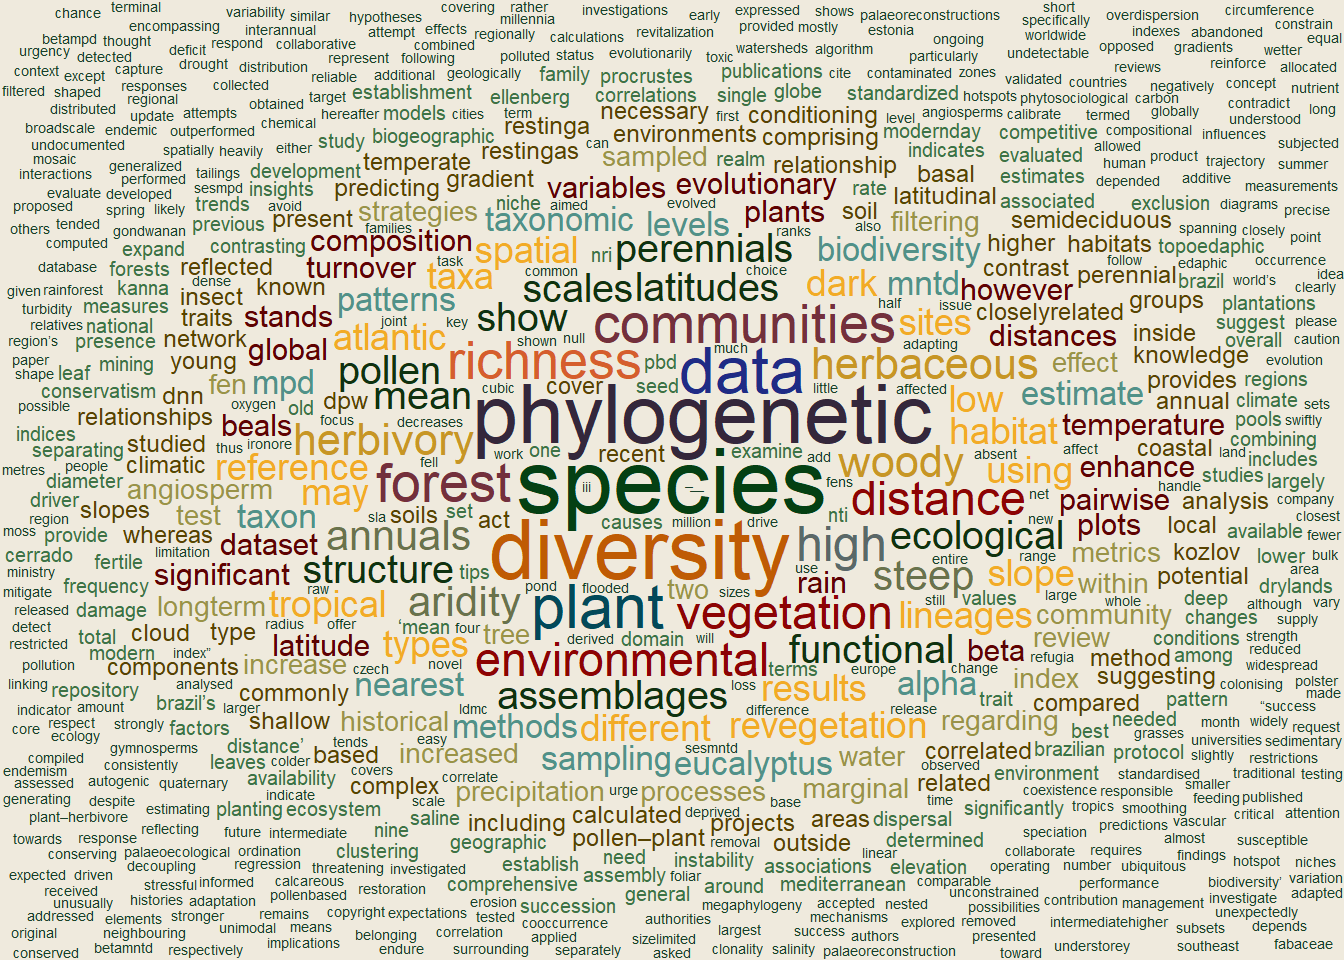 chance terminal variability similar hypotheses covering rather millennia investigations early expressed shows palaeoreconstructions short circumference
encompassing interannual attempt effects regionally calculations revitalization provided mostly estonia ongoing specifically worldwide overdispersion indexes abandoned constrain equal
betampd thought deficit respond collaborative combined polluted status evolutionarily toxic watersheds algorithm particularly undetectable opposed gradients wetter
urgency detected drought distribution represent following reviews reinforce allocated
context except capture reliable additional geologically family procrustes publications cite contaminated zones validated countries negatively concept nutrient
filtered shaped responses collected target establishment ellenberg correlations single globe standardized hotspots phytosociological carbon
distributed regional update attempts obtained hereafter models cities term necessary first conditioning level angiosperms calibrate termed globally contradict long
broadscale endemic outperformed chemical restinga environments comprising modernday competitive compositional influences understood
undocumented spatially heavily either study biogeographic restingas can sampled realm relationship indicates evaluated allowed subjected
mosaic interactions generalized performed tailings development temperate basal estimates human product trajectory summer
evaluate developed sesmpd insights predicting gradient variables evolutionary rate latitudinal associated depended additive measurements
proposed spring likely trends avoid strategies niche aimed evolved plants soil exclusion diagrams precise
others tended gondwanan previous present families taxonomic levels ranks also filtering semideciduous spanning closely
computed expand contrasting composition spatial nri perennials biodiversity higher habitats topoedaphic point
database forests reflected turnover task taxa common choice dark mntd however contrast follow edaphic occurrence
given rainforest kanna dense known patterns scales latitudes half issue closelyrelated perennial brazil world’s idea clearly
turbidity measures insect traits stands joint key show communities sites adapting distances groups plantations
relatives national presence network atlantic shown null much inside suggest please
region’s paper young global pollen richness pbd data herbaceous effect knowledge overall caution
shape leaf mining dnn fen mpd dpw mean cubic cover seed little affected low estimate provides regions evolution
conservatism possible relationships oxygen old focus decreases phylogenetic habitat temperature annual climate sets
indices separating studied beals thus ironore herbivory work one recent examine add absent affect coastal pools swiftly combining
metres people diameter climatic reference fell forest species iii woody fens using enhance land handle studies includes largely
driver angiosperm may distance net pairwise analysis company
region slopes test taxon sla soils set act causes million drive nti new plots local available closest
moss provide whereas annuals diversity high ecological fewer
cerrado fertile limitation dataset structure tips use entire range metrics kozlov lower bulk
ministry frequency significant raw pond flooded two sizes rain steep slope within potential area drylands
mitigate damage longterm tropical aridity plant still values large whole deep although vary
released detect total cloud type radius offer ‘mean four tree derived domain will vegetation lineages community changes supply
restricted modern index” latitude types environmental functional beta refugia review conditions strength
pollution components increase czech novel terms europe change method among reduced widespread
linking repository analysed commonly nearest assemblages loss results alpha index suggesting colonising polster
indicator amount brazil’s larger ldmc difference release trait compared pattern made
core respect ecology strongly factors shallow historical methods different revegetation regarding best needed month widely “success request
compiled gymnosperms distance’ tends easy based increased sampling sesmntd eucalyptus water observed correlated brazilian grasses universities sedimentary
endemism consistently leaves colder covers protocol slightly restrictions
assessed autogenic quaternary availability complex correlate precipitation urge processes marginal related environment standardised traditional testing
generating despite indicate scale base time coexistence responsible smaller feeding published
plant–herbivore estimating planting ecosystem saline including calculated deprived projects areas dispersal significantly tropics smoothing vascular critical attention
towards response reflecting future intermediate nine geographic pollen–plant removal outside determined speciation predictions almost susceptible
conserving palaeoecological ordination clustering establish need instability linear associations elevation collaborate requires findings hotspot niches
expected driven decoupling regression threatening investigated assembly foliar operating number ubiquitous
received stressful informed calcareous comprehensive general around mediterranean comparable performance biodiversity’ variation
unusually histories adaptation pollenbased restoration erosion succession megaphylogeny accepted nested unconstrained contribution management investigate adapted
addressed elements stronger remains copyright expectations tested cooccurrence authorities mechanisms explored removed possibilities intermediatehigher unexpectedly
original neighbouring unimodal means belonging correlation applied sizelimited largest success authors presented subsets depends
conserved betamntd respectively implications endure surrounding separately asked clonality salinity palaeoreconstruction toward understorey southeast fabaceae